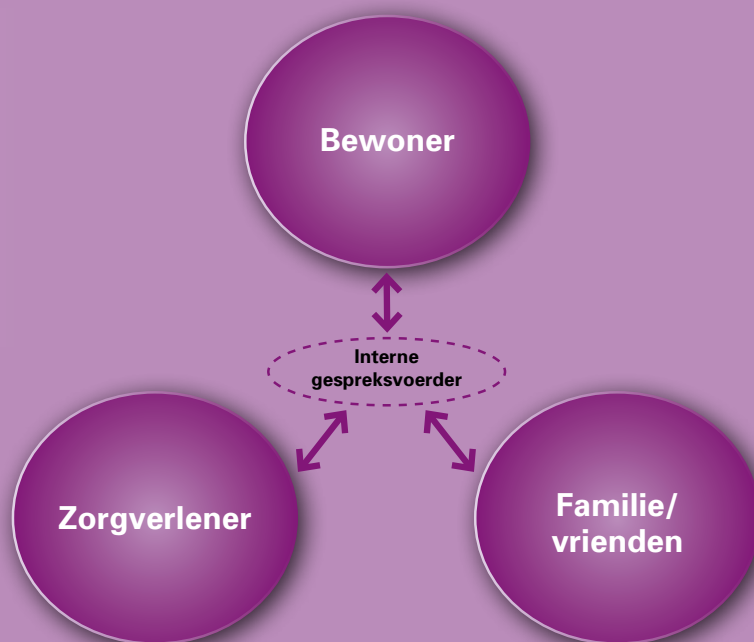 Bewoner
Interne
gespreksvoerder
Zorgverlener
Familie/
vrienden